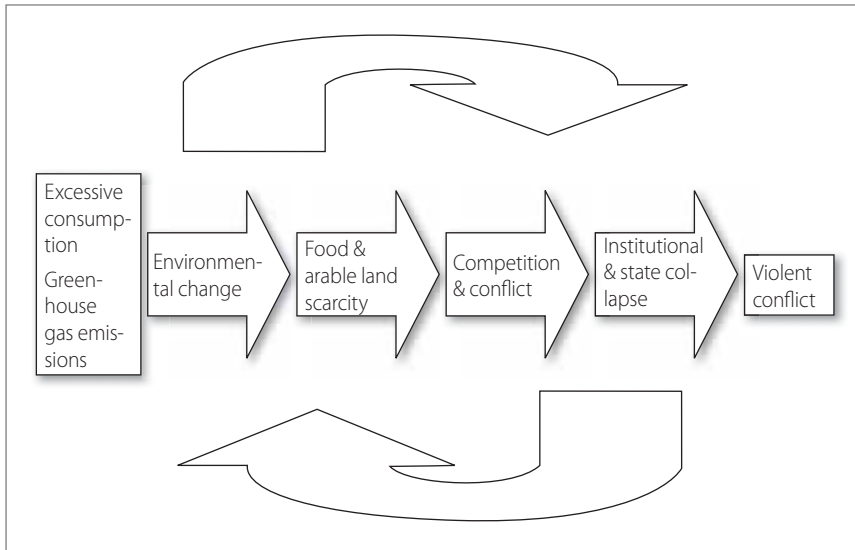 Excessive
consump-
tion
Green-
house
gas emis-
sions
Environmen-
tal change
Food &
arable land
scarcity
Competition
& conflict
Institutional
& state col-
lapse
Violent
conflict